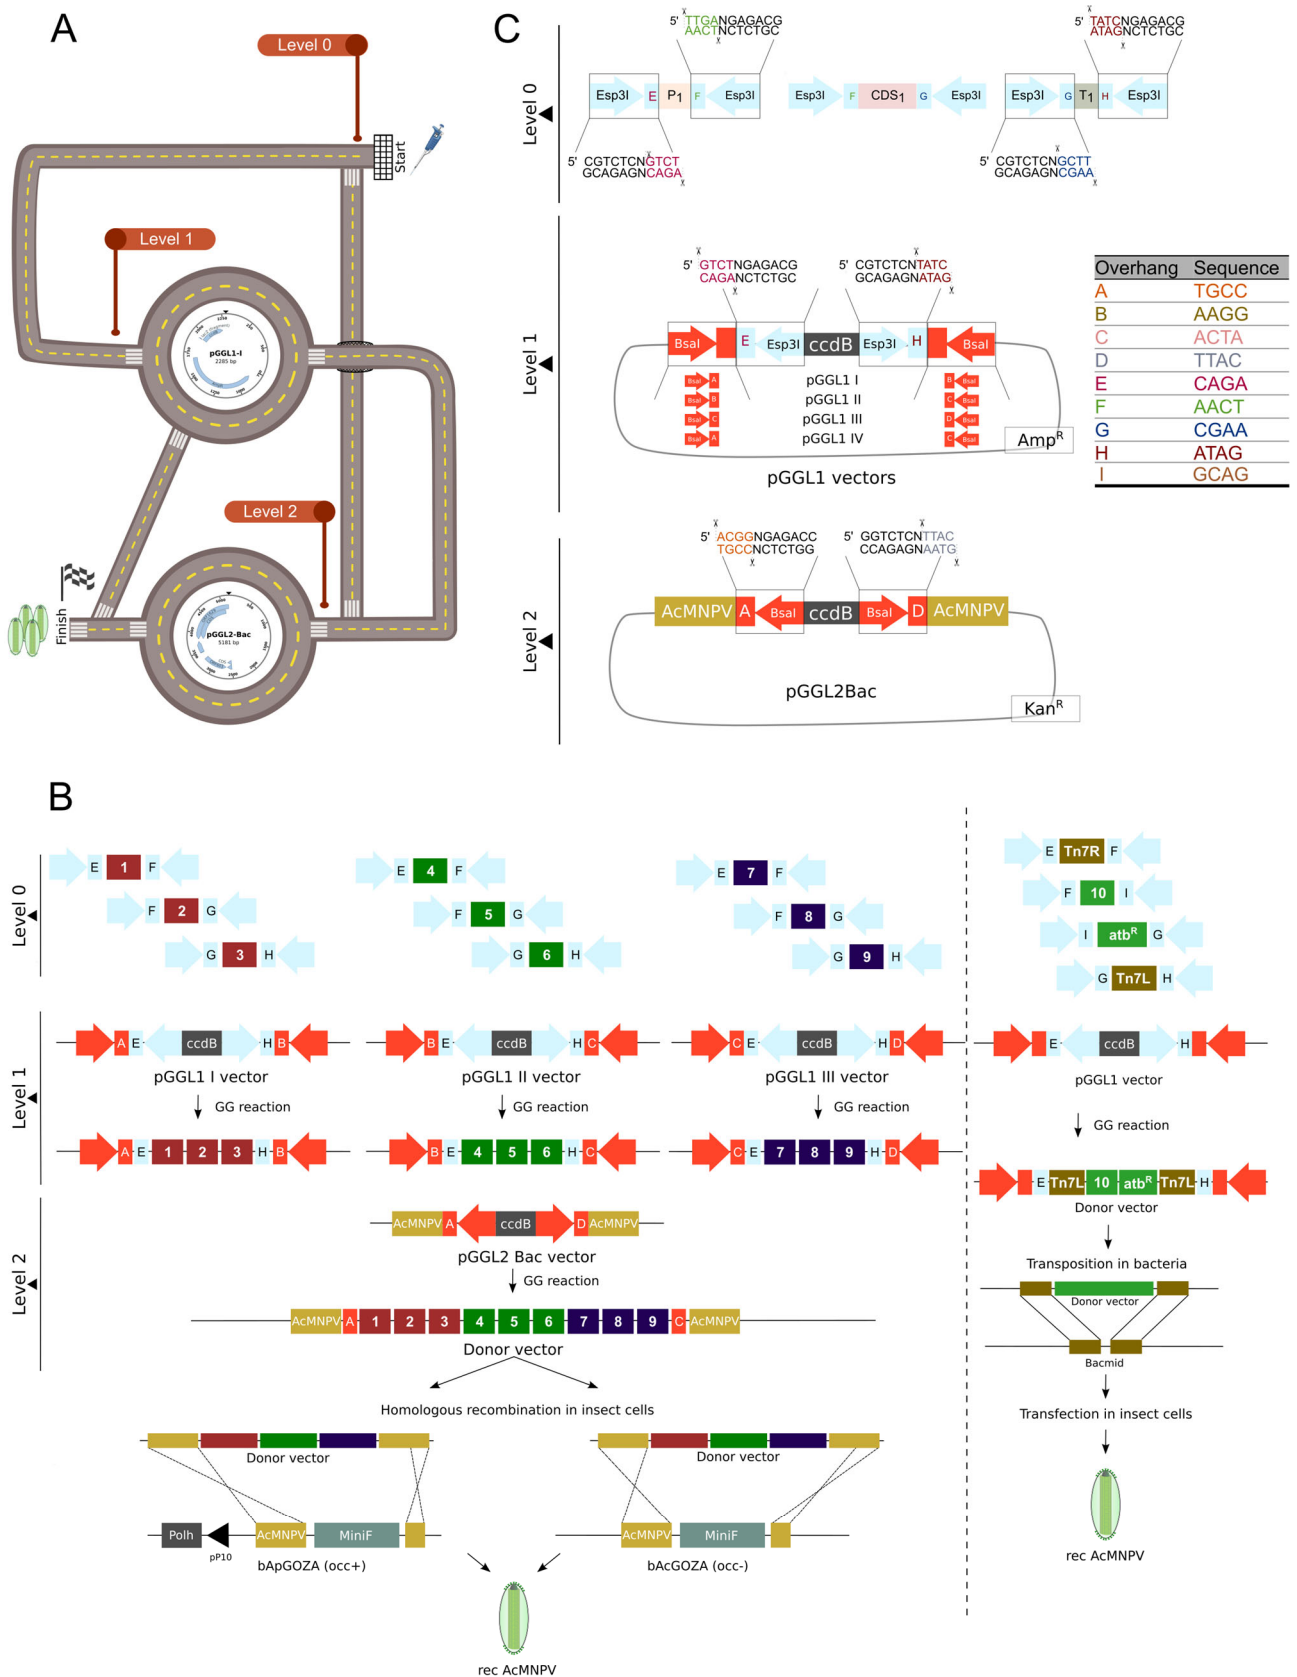 A
Level 0
Start
Level 1
pGGL1-I
2285 bp
Level 2
Finish
pGGL2-Bac
5181 bp
C
Level 0
5' TTGANGAGACG
AACTNCTCTGC
5' TATCNGAGACG
ATAGNCTCTGC
Esp3I E P1 F Esp3I
Esp3I F CDS1 G Esp3I
Esp3I G T1 H Esp3I
5' CGTCTCNGTCT
GCAGAGNCAGA
5' CGTCTCNGCTT
GCAGAGNCGAA
Level 1
5' GTCTNGAGACG
CAGANCTCTGC
5' CGTCTCNTATC
GCAGAGNATAG
BsaI E Esp3I ccdB Esp3I H BsaI
BsaI A pGGL1 I B BsaI
BsaI B pGGL1 II C BsaI
BsaI C pGGL1 III D BsaI
BsaI A pGGL1 IV C BsaI
AmpR
pGGL1 vectors
Overhang Sequence
A TGCC
B AAGG
C ACTA
D TTAC
E CAGA
F AACT
G CGAA
H ATAG
I GCAG
Level 2
5' ACGGNGAGACC
TGCCNCTCTGG
5' GGTCTCNTTAC
CCAGAGNAATG
AcMNPV A BsaI ccdB BsaI D AcMNPV
pGGL2Bac
KanR
B
Level 0
E 1 F
F 2 G
G 3 H
E 4 F
F 5 G
G 6 H
E 7 F
F 8 G
G 9 H
E Tn7R F
F 10 I
I atbR G
G Tn7L H
Level 1
A E ccdB H B
pGGL1 I vector
GG reaction
A E 1 2 3 H B
B E ccdB H C
pGGL1 II vector
GG reaction
B E 4 5 6 H C
C E ccdB H D
pGGL1 III vector
GG reaction
C E 7 8 9 H D
E ccdB H
pGGL1 vector
GG reaction
E Tn7L 10 atbR Tn7L H
Donor vector
Transposition in bacteria
Donor vector
Bacmid
Transfection in insect cells
rec AcMNPV
Level 2
AcMNPV A ccdB D AcMNPV
pGGL2 Bac vector
GG reaction
AcMNPV A 1 2 3 4 5 6 7 8 9 C AcMNPV
Donor vector
Homologous recombination in insect cells
Donor vector
Donor vector
Polh pP10 AcMNPV MiniF
bApGOZA (occ+)
AcMNPV MiniF
bAcGOZA (occ-)
rec AcMNPV